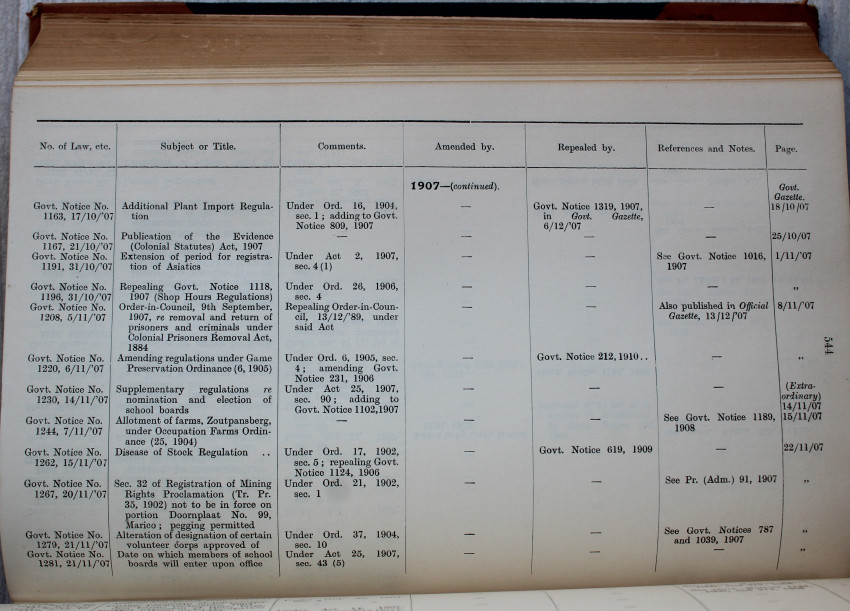 No. of Law, etc. Subject or Title. Comments. Amended by. Repealed by. References and Notes. Page.
1907—(continued).
Govt. Gazette.
Govt. Notice No. Additional Plant Import Regula- Under Ord. 16, 1904, — Govt. Notice 1319, 1907, — 18/10/07
1163, 17/10/'07 tion sec. 1 ; adding to Govt. in Govt. Gazette,
Notice 809, 1907 6/12/'07
Govt. Notice No. Publication of the Evidence — — — — 25/10/07
1167, 21/10/'07 (Colonial Statutes) Act, 1907
Govt. Notice No. Extension of period for registra- Under Act 2, 1907, — — See Govt. Notice 1016, 1/11/'07
1191, 31/10/'07 tion of Asiatics sec. 4 (1) 1907
Govt. Notice No. Repealing Govt. Notice 1118, Under Ord. 26, 1906, — — — „
1196, 31/10/'07 1907 (Shop Hours Regulations) sec. 4
Govt. Notice No. Order-in-Council, 9th September, Repealing Order-in-Coun- — — Also published in Official 8/11/'07
1208, 5/11/'07 1907, re removal and return of cil, 13/12/'89, under Gazette, 13/12/'07
prisoners and criminals under said Act
Colonial Prisoners Removal Act,
1884
Govt. Notice No. Amending regulations under Game Under Ord. 6, 1905, sec. — Govt. Notice 212, 1910 .. — „
1220, 6/11/'07 Preservation Ordinance (6, 1905) 4 ; amending Govt.
Notice 231, 1906
Govt. Notice No. Supplementary regulations re Under Act 25, 1907, — — — (Extra-
1230, 14/11/'07 nomination and election of sec. 90 ; adding to ordinary)
school boards Govt. Notice 1102,1907 14/11/07
Govt. Notice No. Allotment of farms, Zoutpansberg, — — — See Govt. Notice 1189, 15/11/07
1244, 7/11/'07 under Occupation Farms Ordin- 1908
ance (25, 1904)
Govt. Notice No. Disease of Stock Regulation .. Under Ord. 17, 1902, — Govt. Notice 619, 1909 — 22/11/07
1262, 15/11/'07 sec. 5 ; repealing Govt.
Notice 1124, 1906
Govt. Notice No. Sec. 32 of Registration of Mining Under Ord. 21, 1902, — — See Pr. (Adm.) 91, 1907 „
1267, 20/11/'07 Rights Proclamation (Tr. Pr. sec. 1
35, 1902) not to be in force on
portion Doornplaat No. 99,
Marico ; pegging permitted
Govt. Notice No. Alteration of designation of certain Under Ord. 37, 1904, — — See Govt. Notices 787 „
1279, 21/11/'07 volunteer corps approved of sec. 10 and 1039, 1907
Govt. Notice No. Date on which members of school Under Act 25, 1907, — — — „
1281, 21/11/'07 boards will enter upon office sec. 43 (5)
544